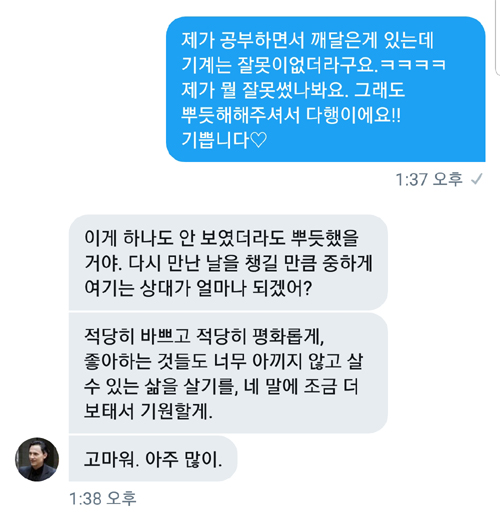 제가 공부하면서 깨달은게 있는데
기계는 잘못이없더라구요.ㅋㅋㅋㅋ
제가 뭘 잘못썼나봐요. 그래도
뿌듯해해주셔서 다행이에요!!
기쁩니다♡
1:37 오후 ✓
이게 하나도 안 보였더라도 뿌듯했을
거야. 다시 만난 날을 챙길 만큼 중하게
여기는 상대가 얼마나 되겠어?
적당히 바쁘고 적당히 평화롭게,
좋아하는 것들도 너무 아끼지 않고 살
수 있는 삶을 살기를, 네 말에 조금 더
보태서 기원할게.
고마워. 아주 많이.
1:38 오후